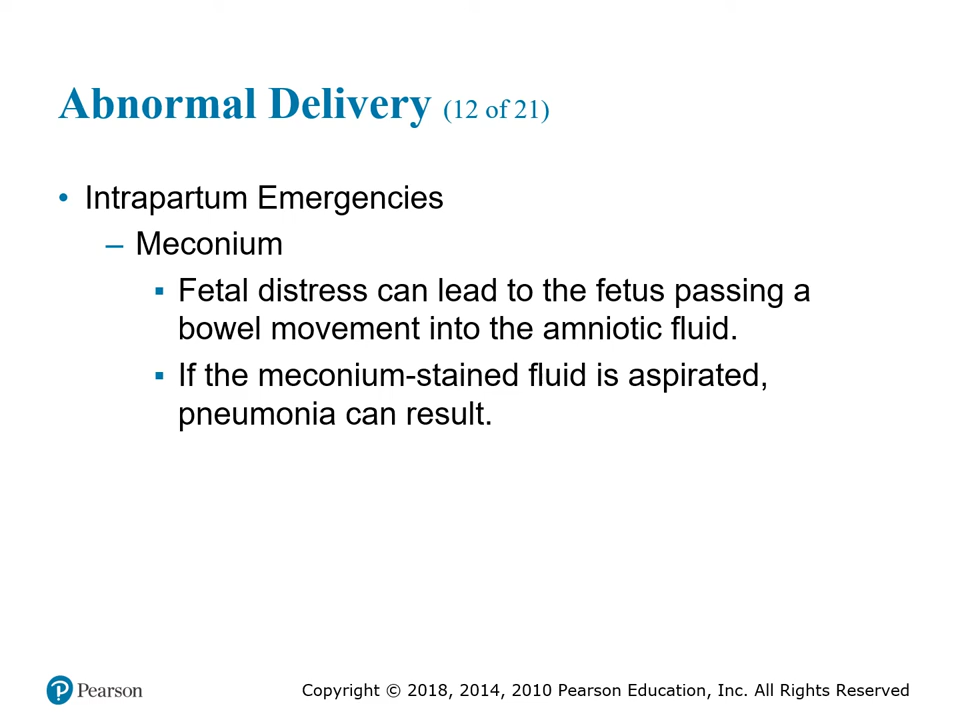 Abnormal Delivery (12 of 21)
• Intrapartum Emergencies
– Meconium
▪ Fetal distress can lead to the fetus passing a
bowel movement into the amniotic fluid.
▪ If the meconium-stained fluid is aspirated,
pneumonia can result.
Pearson
Copyright © 2018, 2014, 2010 Pearson Education, Inc. All Rights Reserved